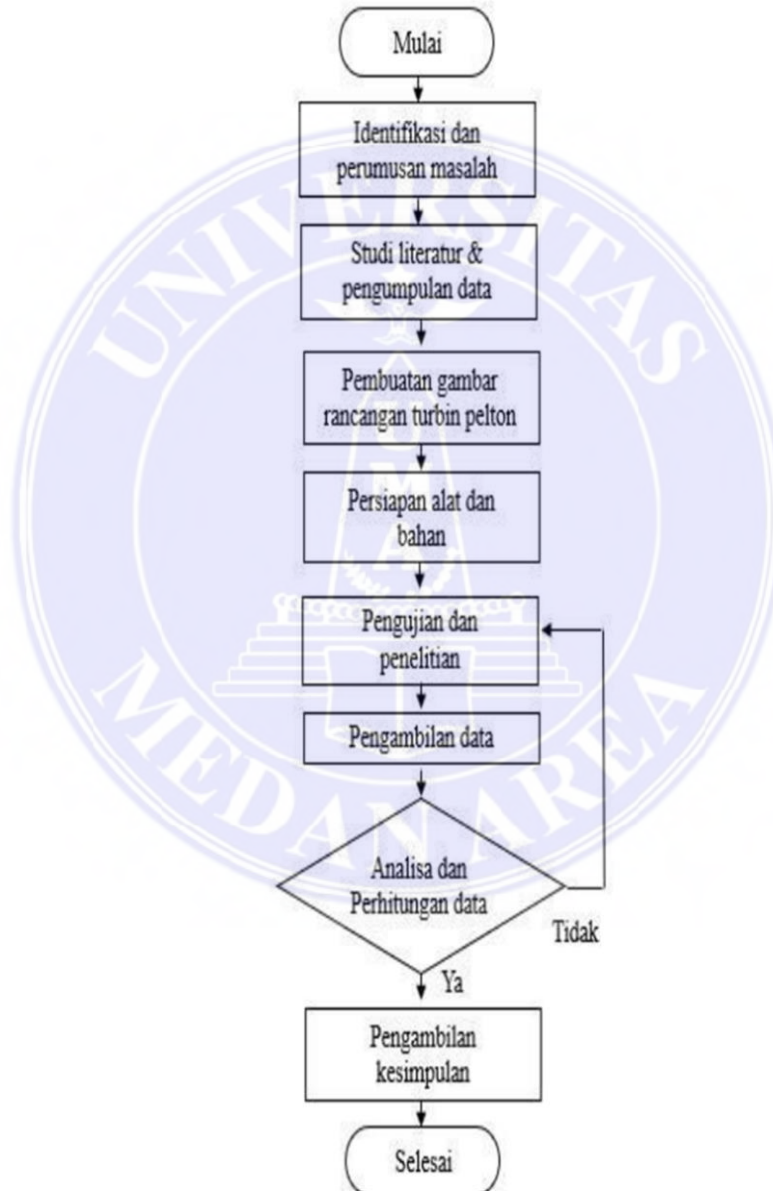 Mulai
Identifikasi dan
perumusan masalah
Studi literatur &
pengumpulan data
Pembuatan gambar
rancangan turbin pelton
Persiapan alat dan
bahan
Pengujian dan
penelitian
Pengambilan data
Analisa dan
Perhitungan data
Tidak
Ya
Pengambilan
kesimpulan
Selesai
UNIVERSITAS
UMA
MEDAN AREA